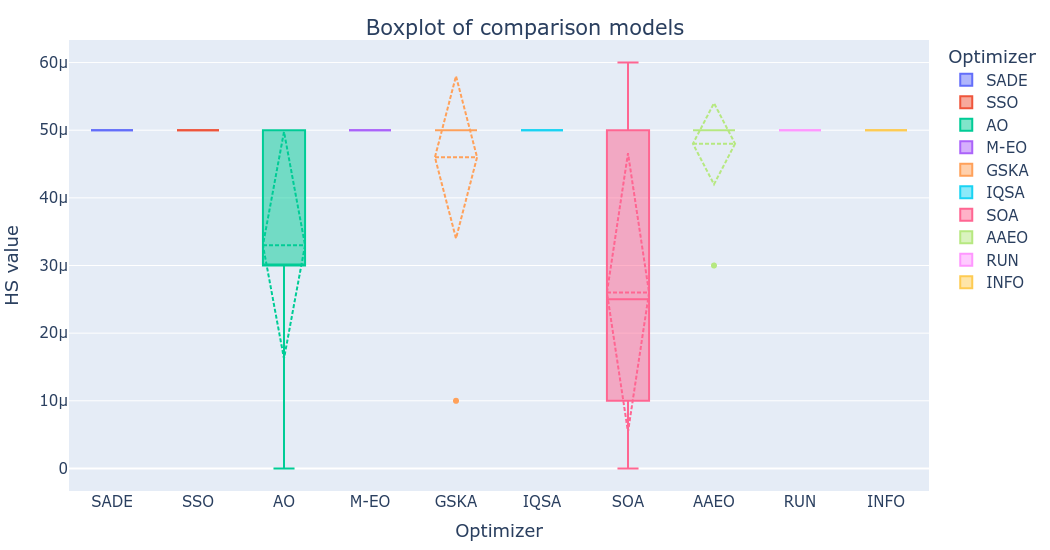 Boxplot of comparison models
HS value
60μ
50μ
40μ
30μ
20μ
10μ
0
SADE SSO AO M-EO GSKA IQSA SOA AAEO RUN INFO
Optimizer
Optimizer
SADE
SSO
AO
M-EO
GSKA
IQSA
SOA
AAEO
RUN
INFO